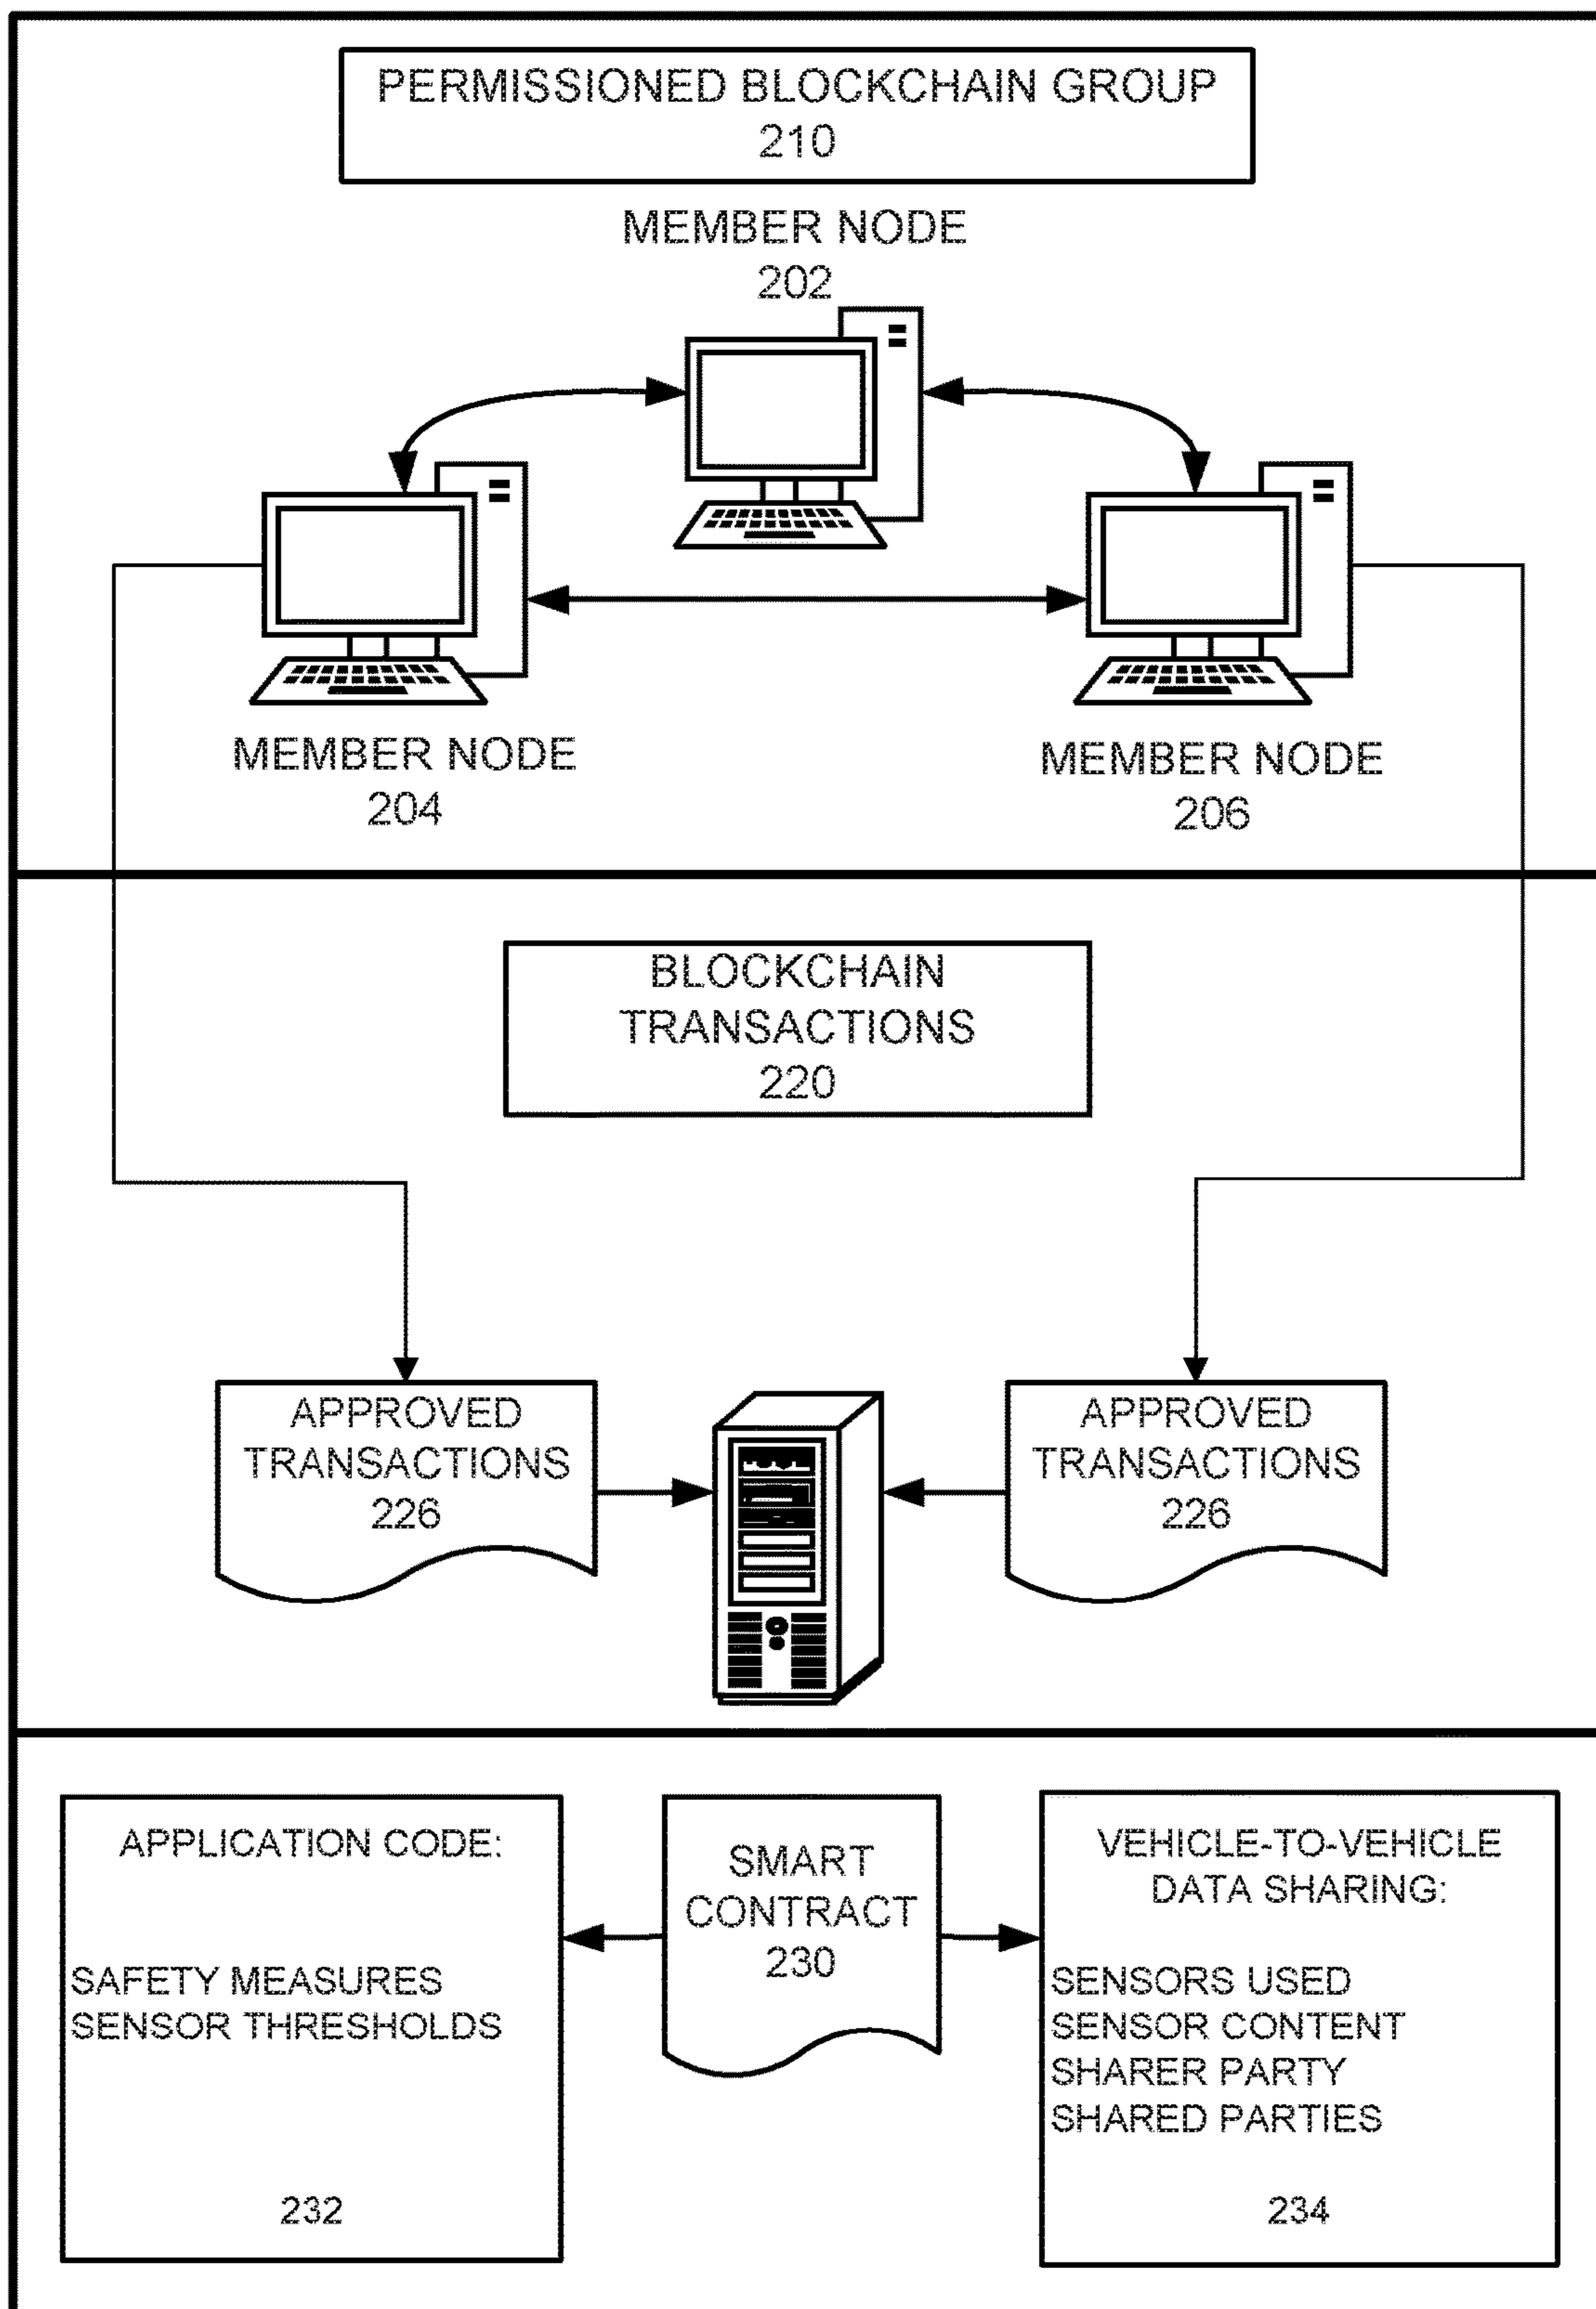 PERMISSIONED BLOCKCHAIN GROUP
210
MEMBER NODE
202
MEMBER NODE
204
MEMBER NODE
206
BLOCKCHAIN
TRANSACTIONS
220
APPROVED
TRANSACTIONS
226
APPROVED
TRANSACTIONS
226
APPLICATION CODE:
SAFETY MEASURES
SENSOR THRESHOLDS
232
SMART
CONTRACT
230
VEHICLE-TO-VEHICLE
DATA SHARING:
SENSORS USED
SENSOR CONTENT
SHARER PARTY
SHARED PARTIES
234